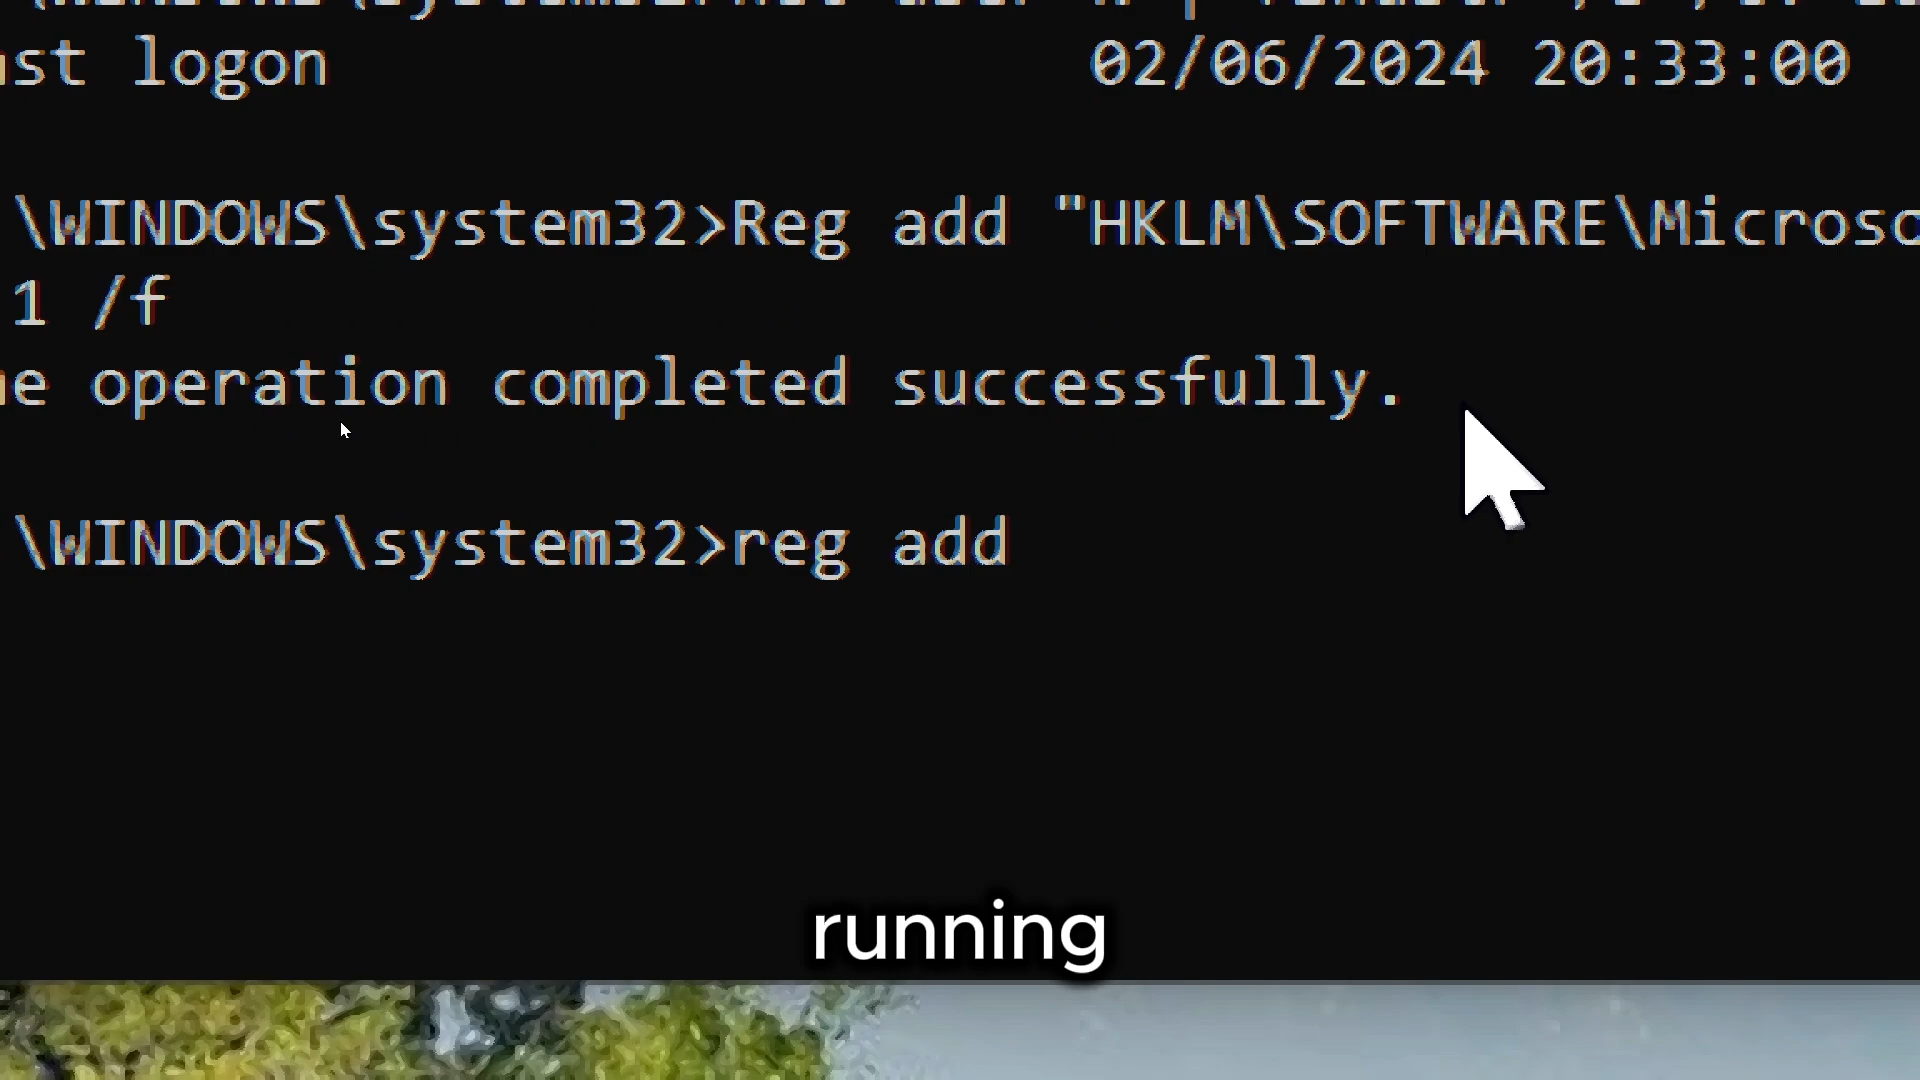 logon 02/06/2024 20:33:00
\WINDOWS\system32>Reg add "HKLM\SOFTWARE\Microso
1 /f
operation completed successfully.
\WINDOWS\system32>reg add
running